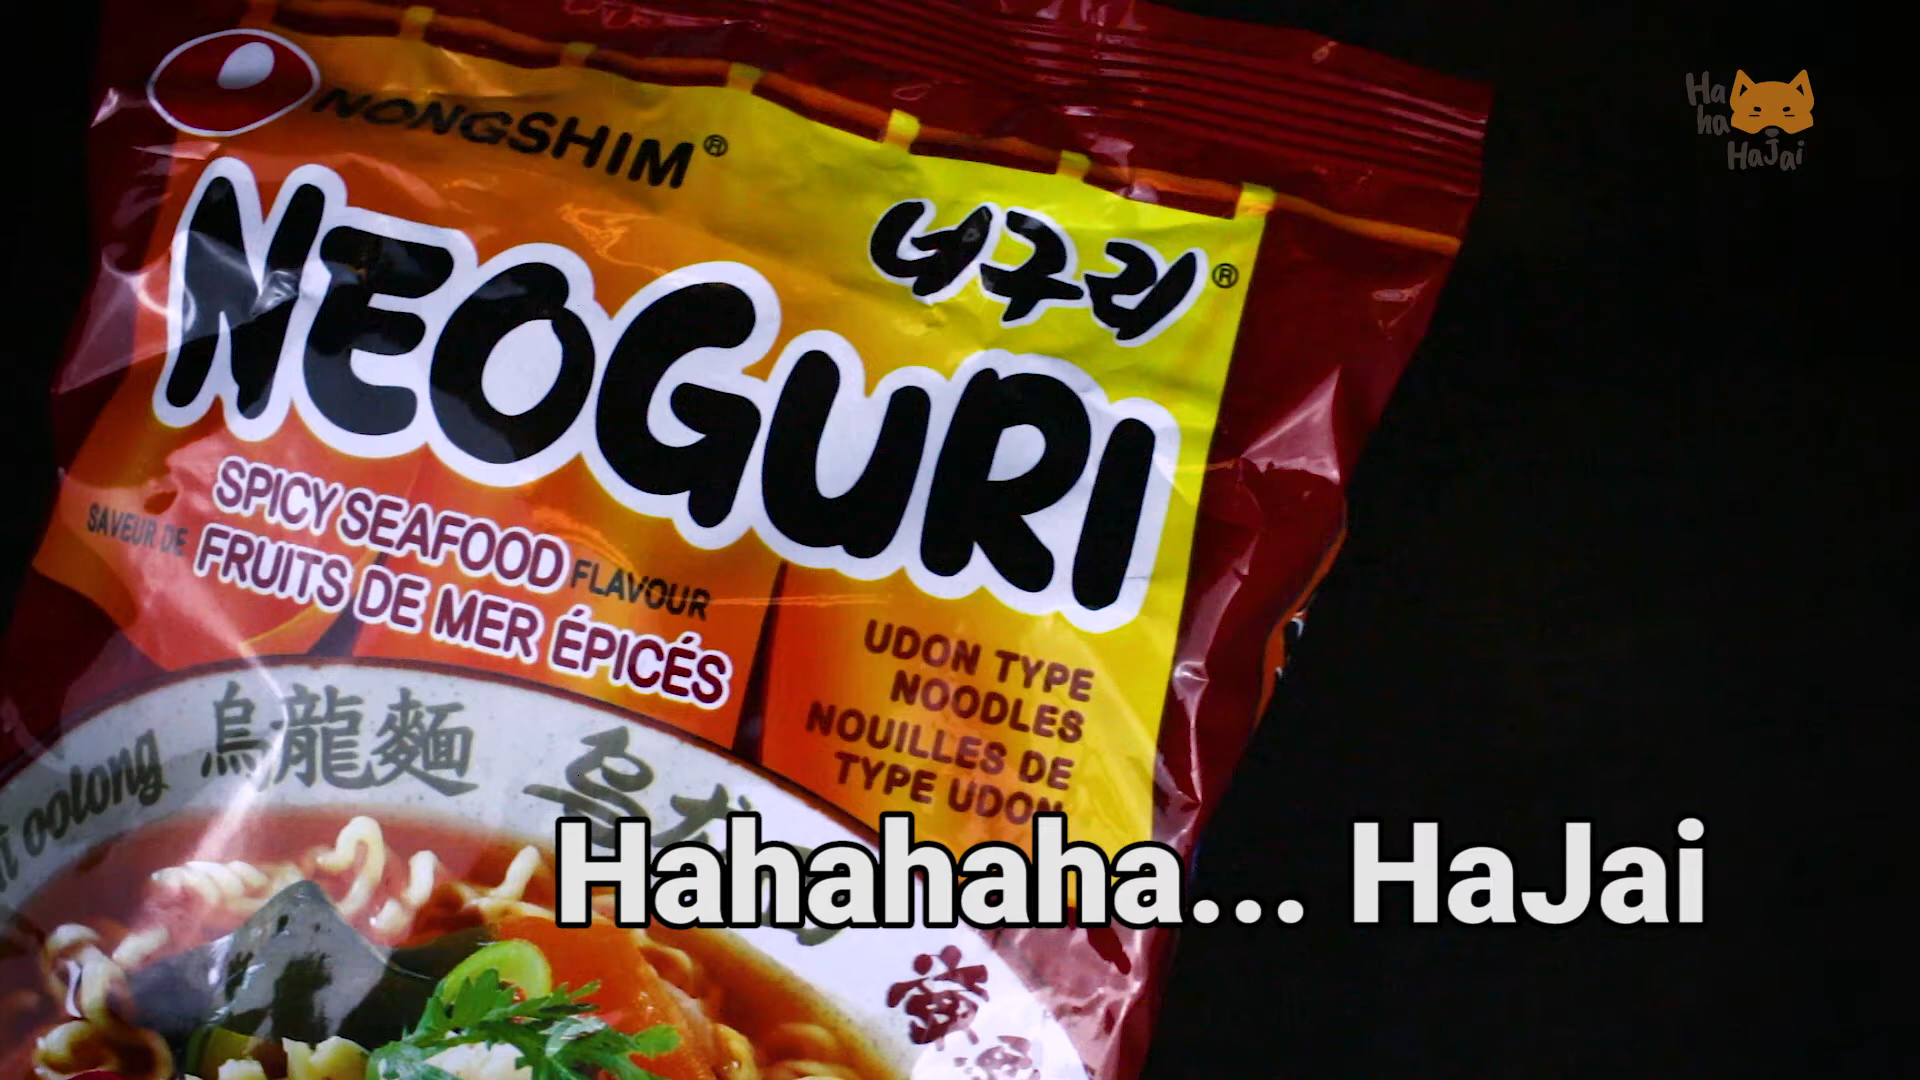 Ha
ha
HaJai
NONGSHIM®
너구리®
NEOGURI
SPICY SEAFOOD FLAVOUR
SAVEUR DE FRUITS DE MER ÉPICÉS
UDON TYPE
NOODLES
NOUILLES DE
TYPE UDON
oolong 烏龍麵
Hahahaha... HaJai